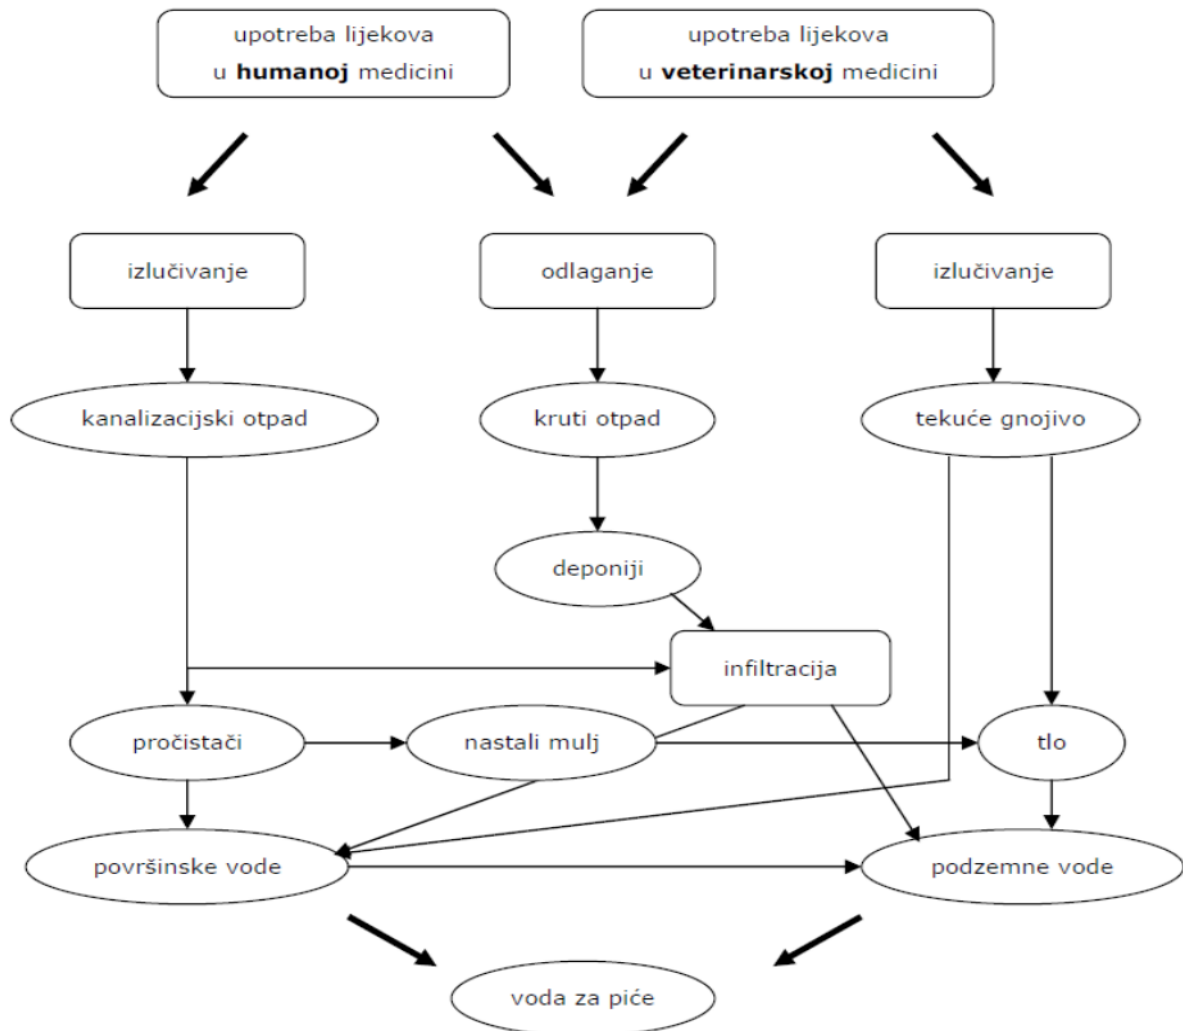 upotreba lijekova
u humanoj medicini
upotreba lijekova
u veterinarskoj medicini
izlučivanje
odlaganje
izlučivanje
kanalizacijski otpad
kruti otpad
tekuće gnojivo
deponiji
infiltracija
pročistači
nastali mulj
tlo
površinske vode
podzemne vode
voda za piće